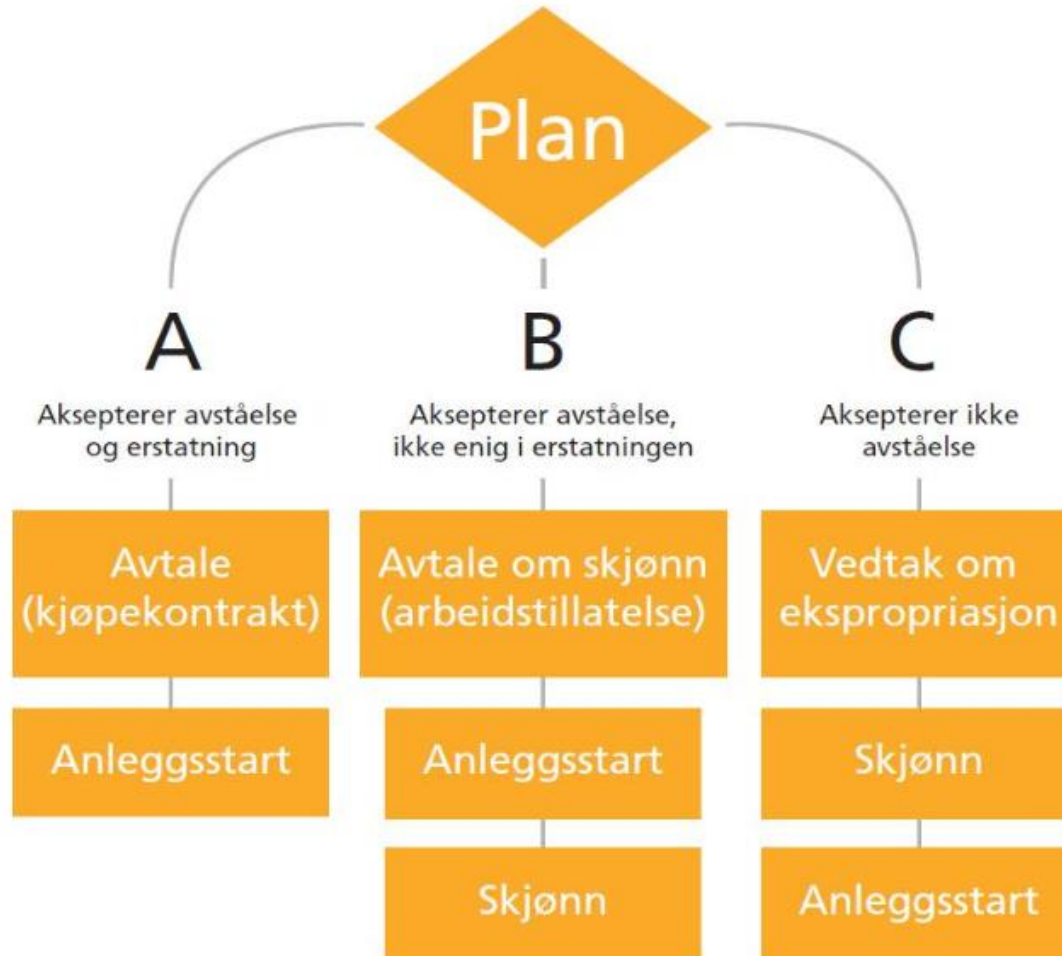 Plan
A
Aksepterer avståelse
og erstatning
Avtale
(kjøpekontrakt)
Anleggsstart
B
Aksepterer avståelse,
ikke enig i erstatningen
Avtale om skjønn
(arbeidstillatelse)
Anleggsstart
Skjønn
C
Aksepterer ikke
avståelse
Vedtak om
ekspropriasjon
Skjønn
Anleggsstart